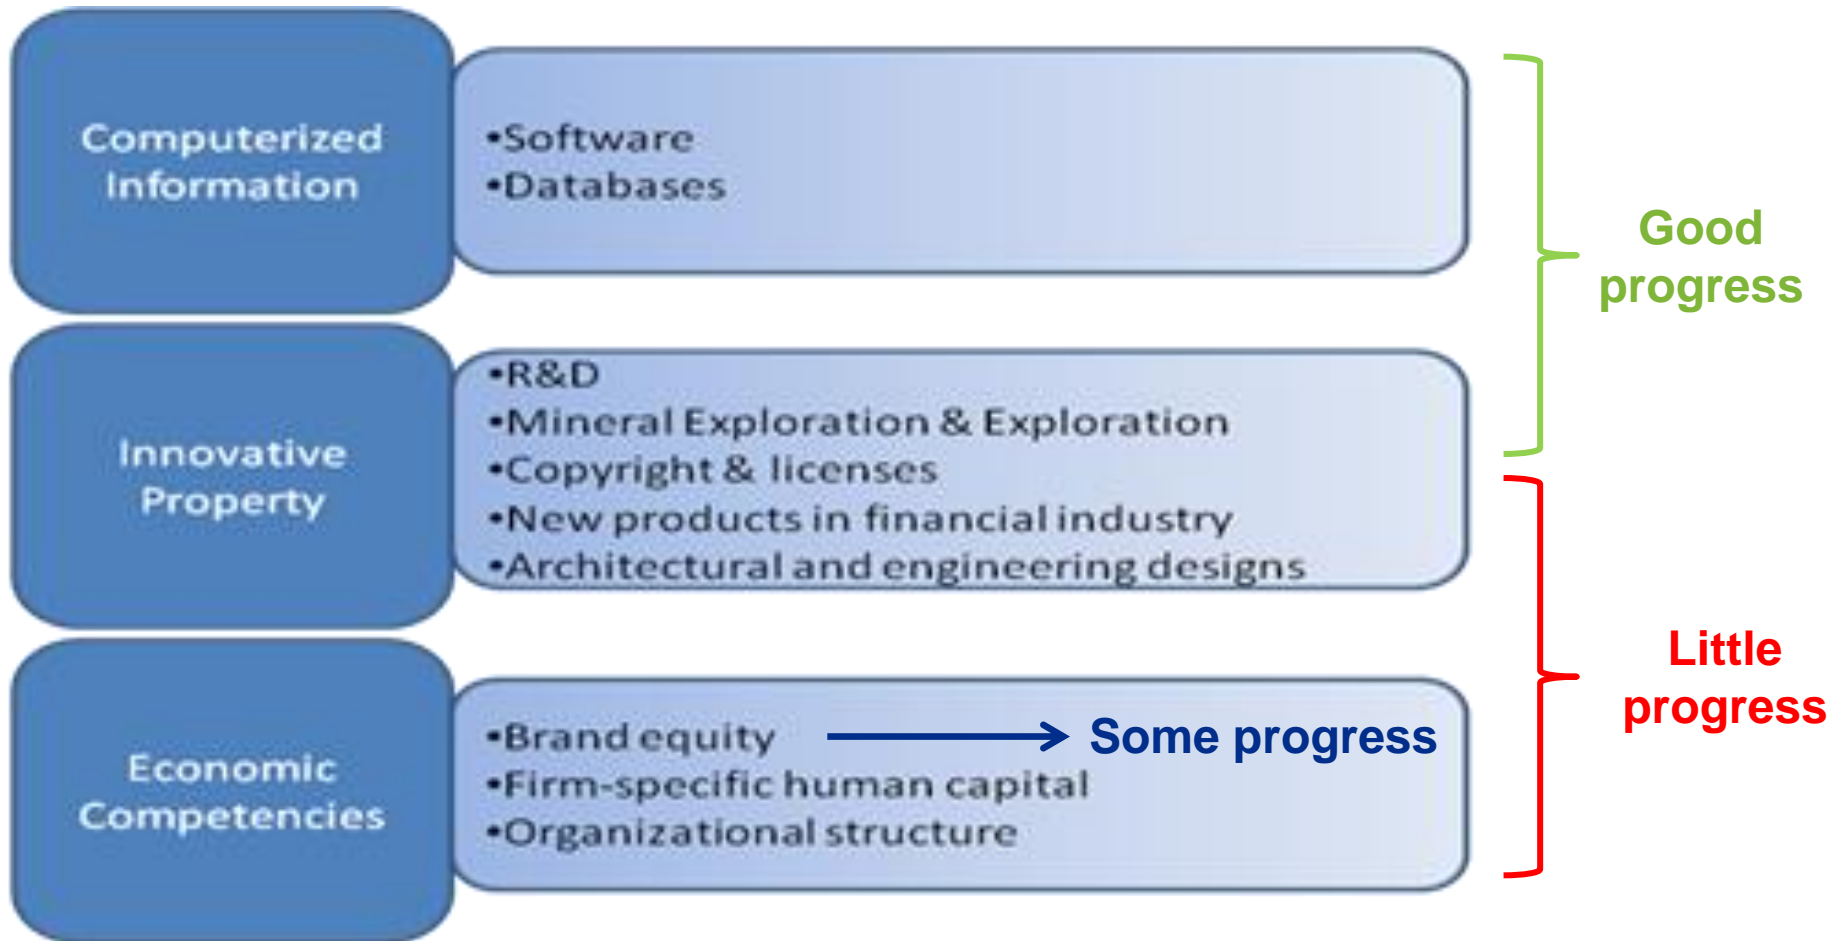 Computerized
Information
•Software
•Databases
Good
progress
Innovative
Property
•R&D
•Mineral Exploration & Exploration
•Copyright & licenses
•New products in financial industry
•Architectural and engineering designs
Little
progress
Economic
Competencies
•Brand equity
Some progress
•Firm-specific human capital
•Organizational structure